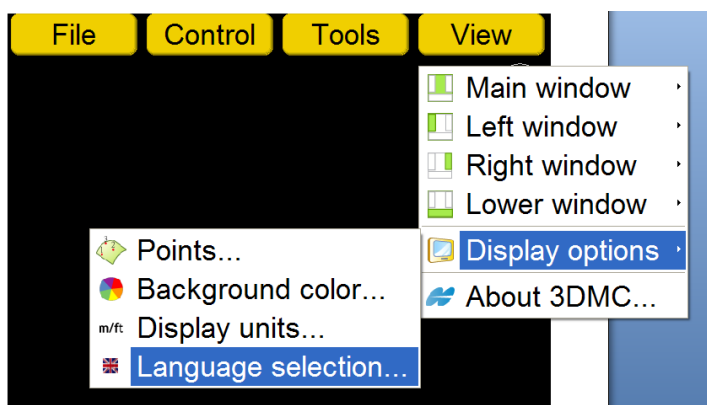 File Control Tools View
Main window
Left window
Right window
Lower window
Display options
About 3DMC...
Points...
Background color...
m/ft Display units...
Language selection...